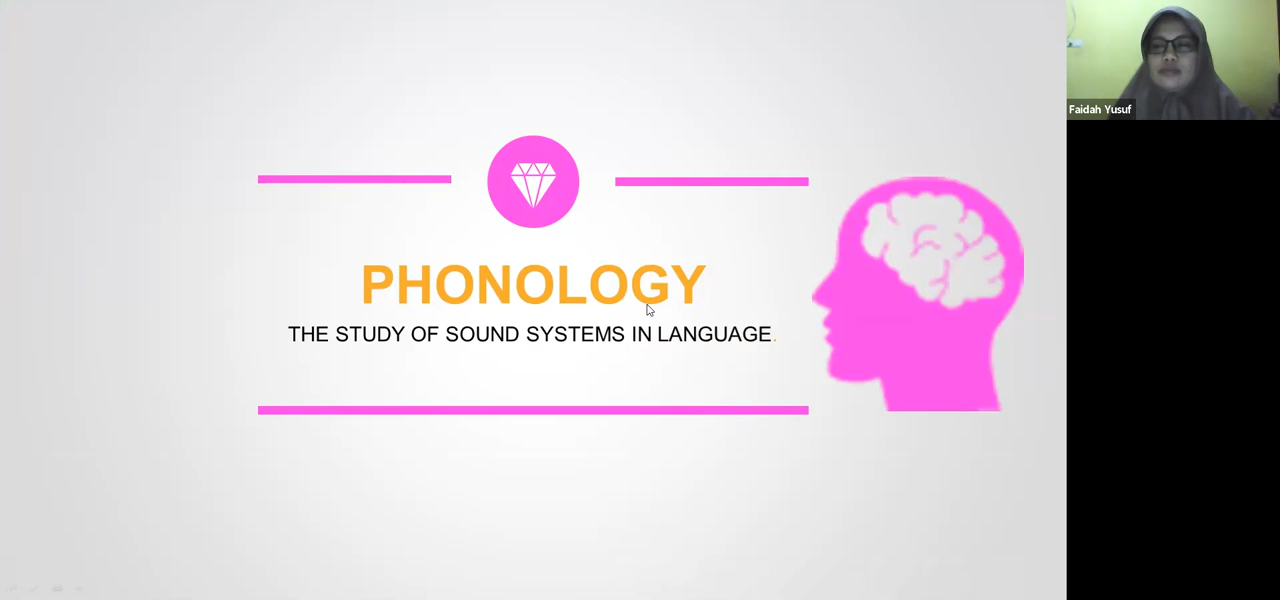 PHONOLOGY
THE STUDY OF SOUND SYSTEMS IN LANGUAGE.
Faidah Yusuf